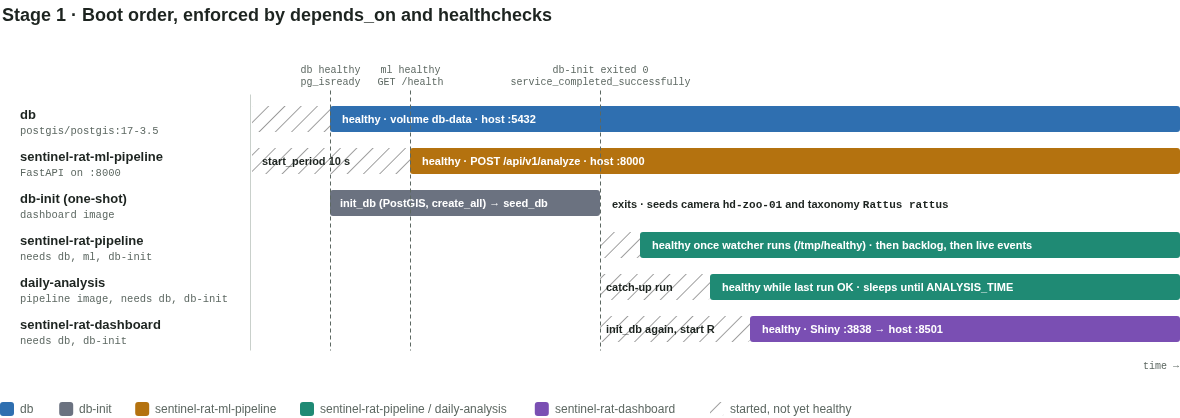 Stage 1 · Boot order, enforced by depends_on and healthchecks
db healthy
pg_isready
ml healthy
GET /health
db-init exited 0
service_completed_successfully
db
postgis/postgis:17-3.5
healthy · volume db-data · host :5432
sentinel-rat-ml-pipeline
FastAPI on :8000
start_period 10 s
healthy · POST /api/v1/analyze · host :8000
db-init (one-shot)
dashboard image
init_db (PostGIS, create_all) → seed_db
exits · seeds camera hd-zoo-01 and taxonomy Rattus rattus
sentinel-rat-pipeline
needs db, ml, db-init
healthy once watcher runs (/tmp/healthy) · then backlog, then live events
daily-analysis
pipeline image, needs db, db-init
catch-up run
healthy while last run OK · sleeps until ANALYSIS_TIME
sentinel-rat-dashboard
needs db, db-init
init_db again, start R
healthy · Shiny :3838 → host :8501
time →
db
db-init
sentinel-rat-ml-pipeline
sentinel-rat-pipeline / daily-analysis
sentinel-rat-dashboard
started, not yet healthy